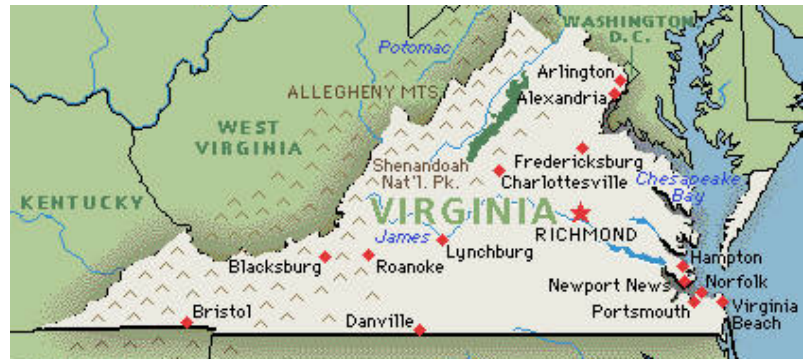 WASHINGTON
D.C.
Potomac
Arlington
ALLEGHENY MTS.
Alexandria
WEST
VIRGINIA
Shenandoah
Nat'l. Pk.
Fredericksburg
Charlottesville
Chesapeake
Bay
KENTUCKY
VIRGINIA
James
RICHMOND
Lynchburg
Blacksburg
Roanoke
Hampton
Newport News
Norfolk
Portsmouth
Virginia
Beach
Bristol
Danville